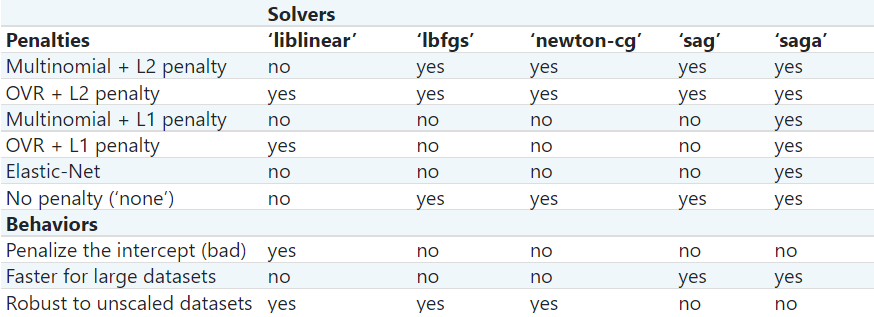 Solvers
Penalties ‘liblinear’ ‘lbfgs’ ‘newton-cg’ ‘sag’ ‘saga’
Multinomial + L2 penalty no yes yes yes yes
OVR + L2 penalty yes yes yes yes yes
Multinomial + L1 penalty no no no no yes
OVR + L1 penalty yes no no no yes
Elastic-Net no no no no yes
No penalty (‘none’) no yes yes yes yes
Behaviors
Penalize the intercept (bad) yes no no no no
Faster for large datasets no no no yes yes
Robust to unscaled datasets yes yes yes no no